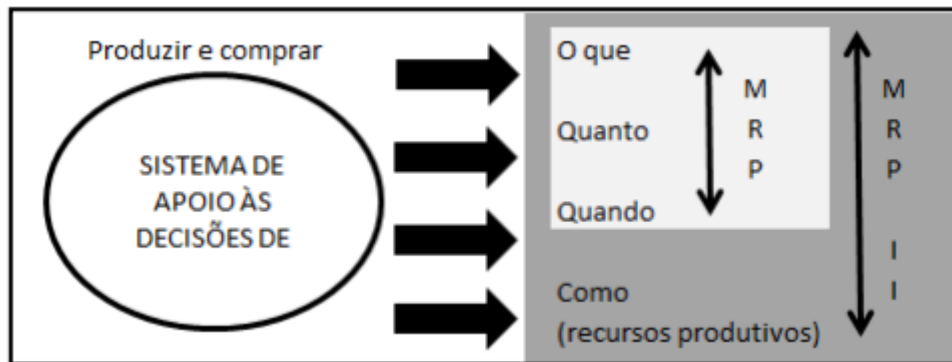 Produzir e comprar
SISTEMA DE
APOIO ÀS
DECISÕES DE
O que
Quanto
Quando
Como
(recursos produtivos)
M
R
P
M
R
P
I
I